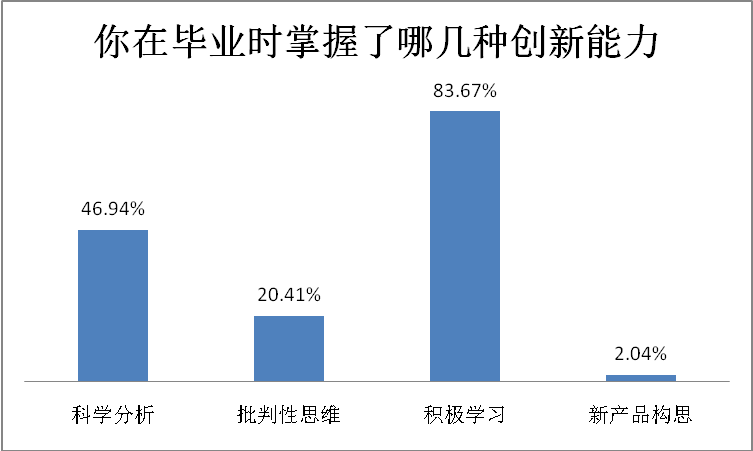 你在毕业时掌握了哪几种创新能力
83.67%
46.94%
20.41%
2.04%
科学分析 批判性思维 积极学习 新产品构思